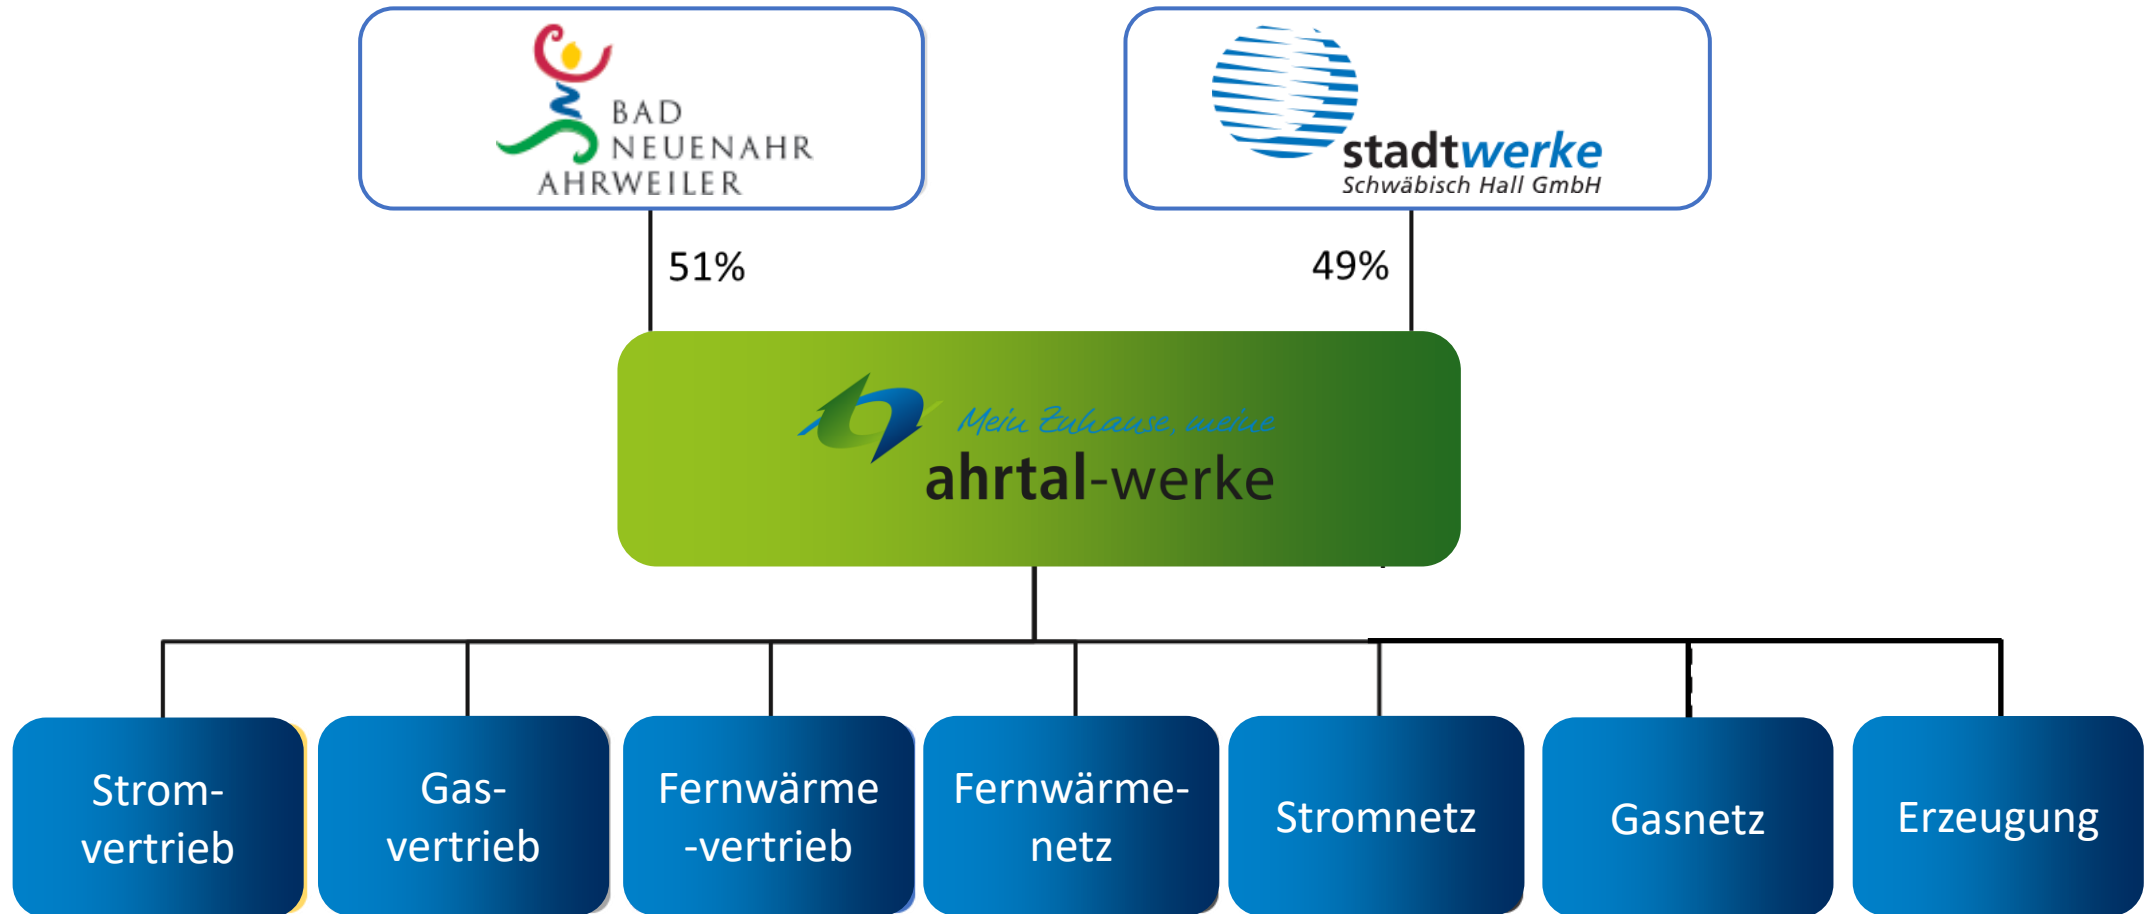 BAD
NEUENAHR
AHRWEILER
stadtwerke
Schwäbisch Hall GmbH
51%
49%
Mein Zuhause, meine
ahrtal-werke
Strom-
vertrieb
Gas-
vertrieb
Fernwärme
-vertrieb
Fernwärme-
netz
Stromnetz
Gasnetz
Erzeugung